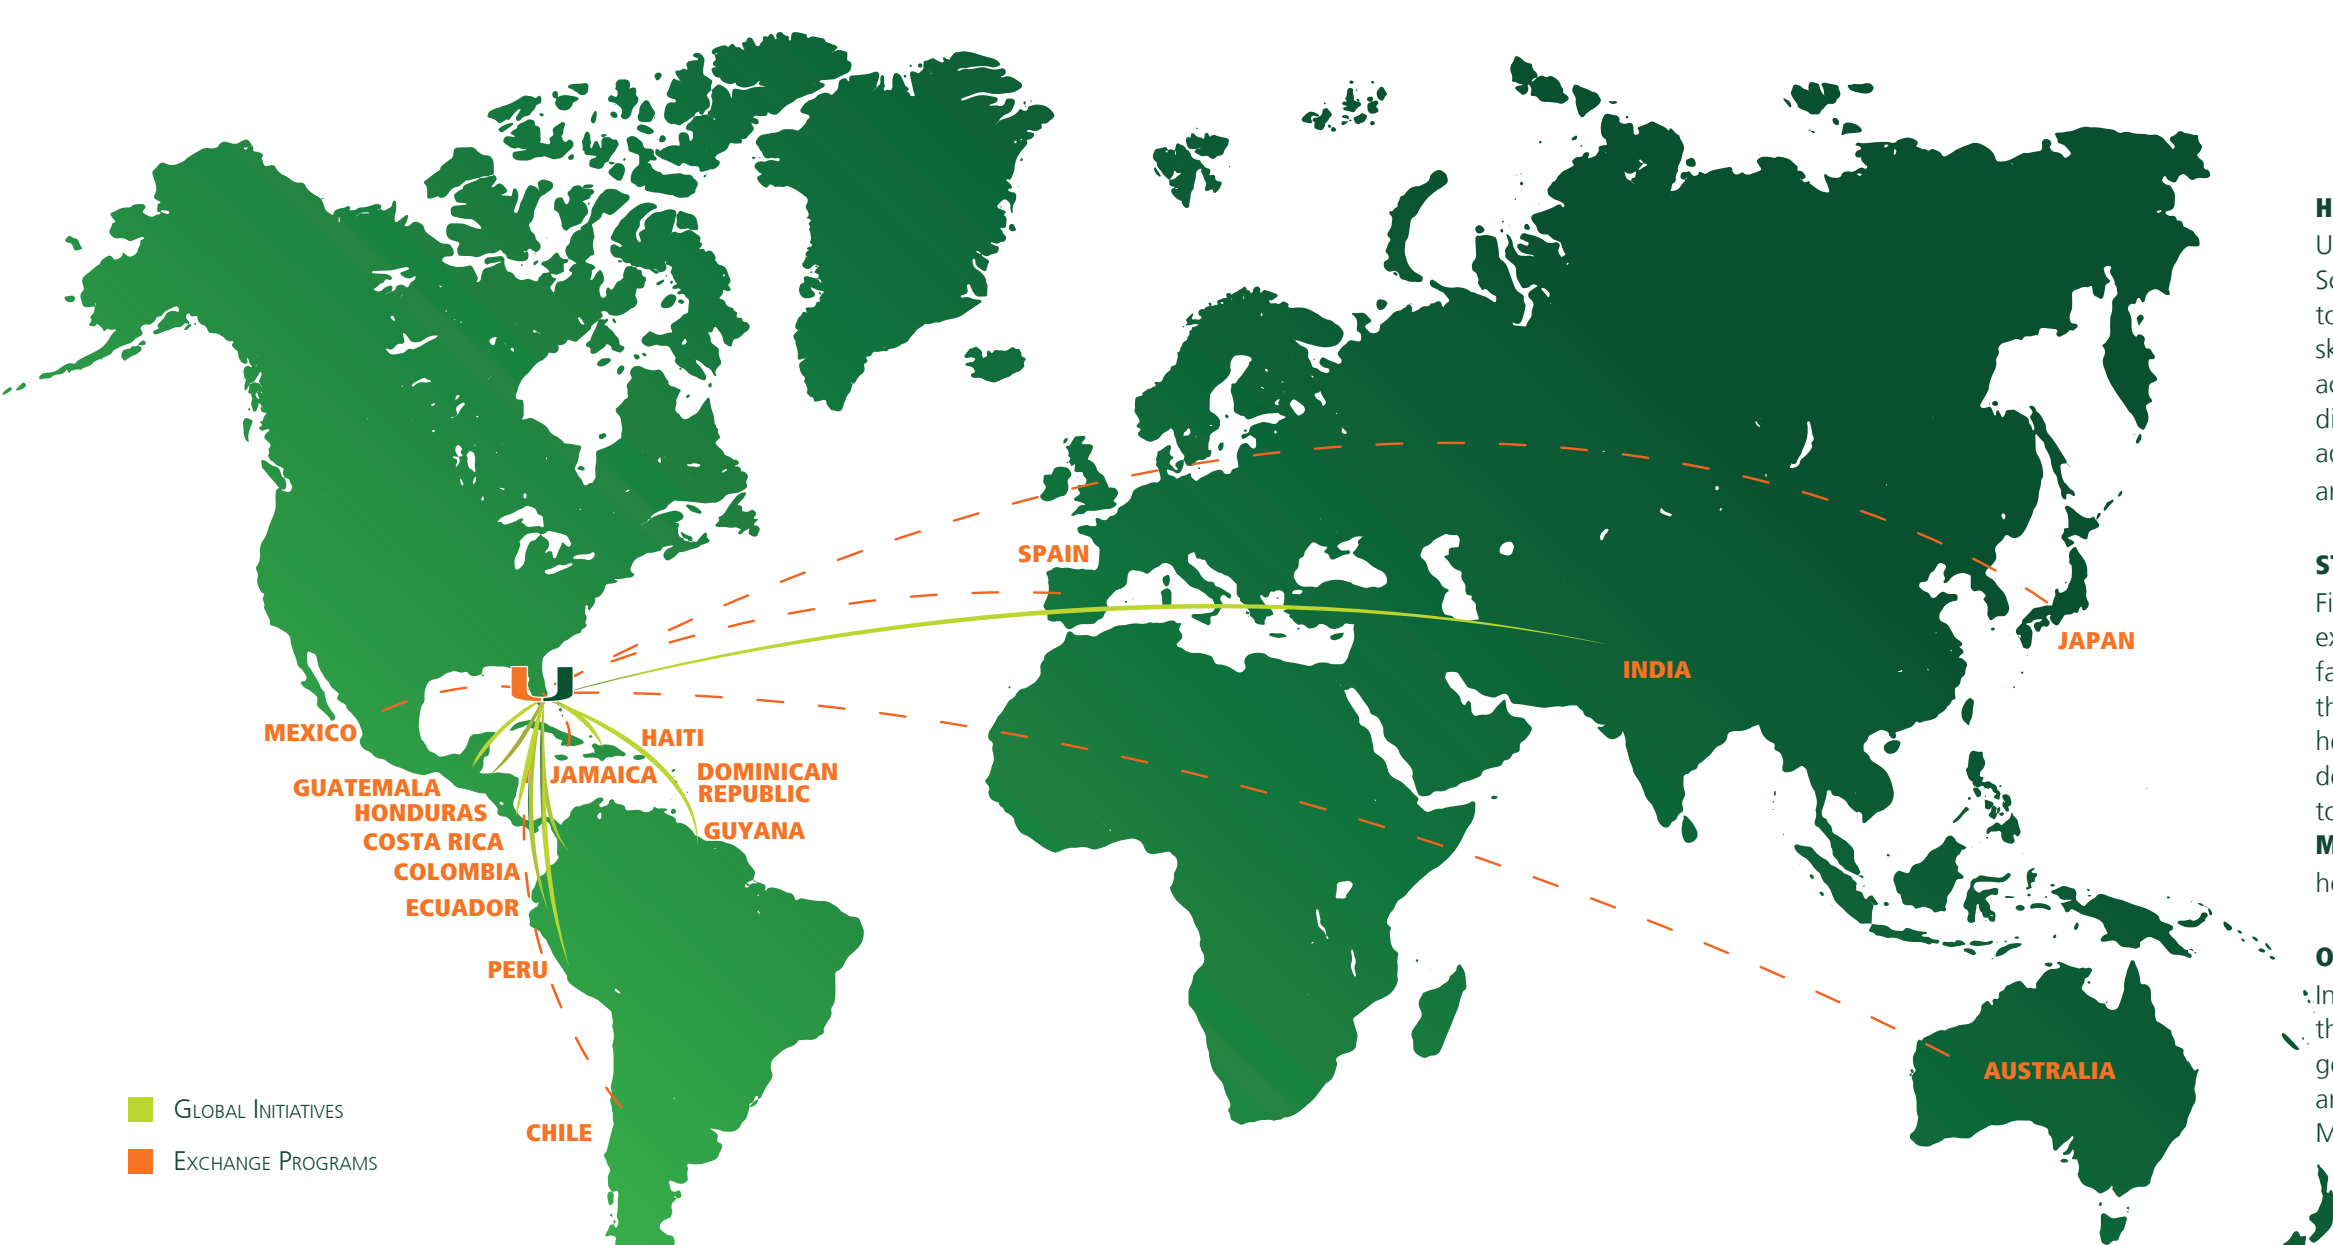 SPAIN
JAPAN
INDIA
MEXICO
HAITI
JAMAICA
DOMINICAN
REPUBLIC
GUATEMALA
HONDURAS
GUYANA
COSTA RICA
COLOMBIA
ECUADOR
PERU
AUSTRALIA
CHILE
Global Initiatives
Exchange Programs